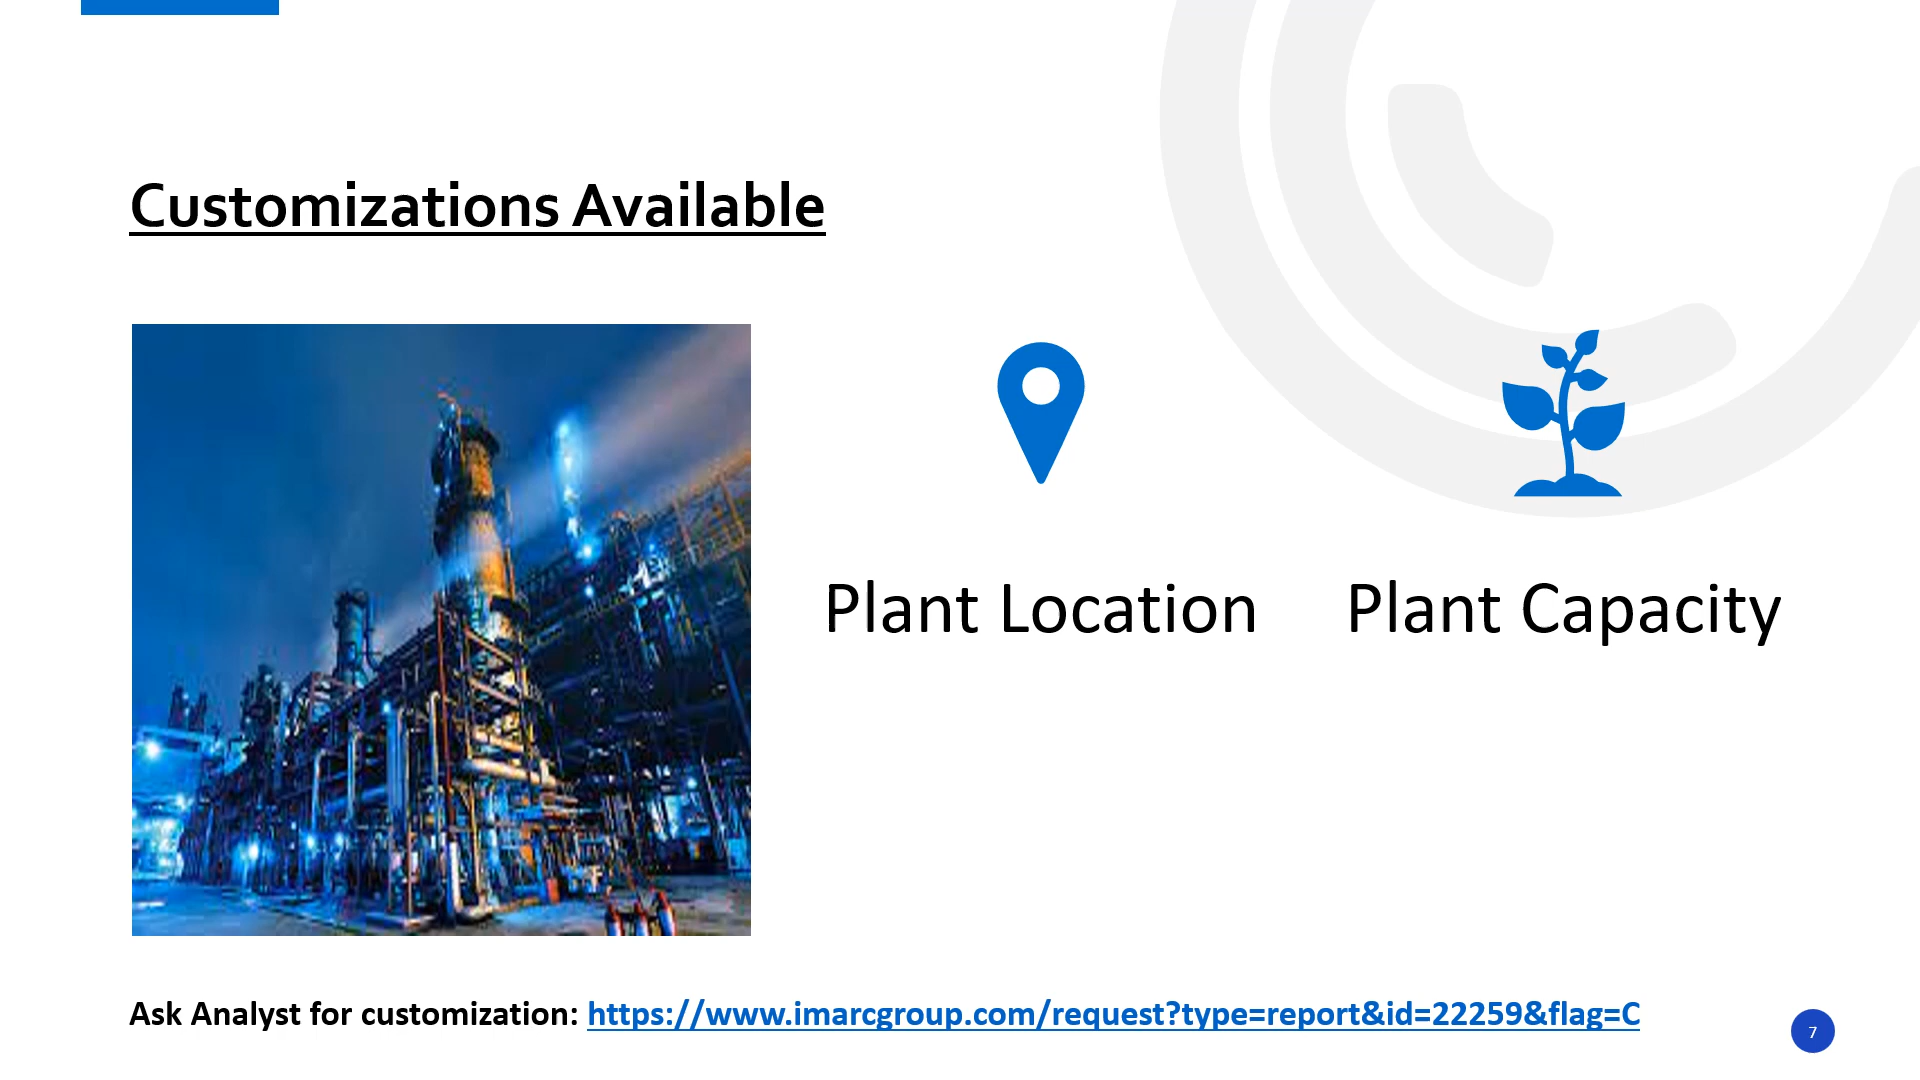 Customizations Available
Plant Location
Plant Capacity
Ask Analyst for customization: https://www.imarcgroup.com/request?type=report&id=22259&flag=C
7